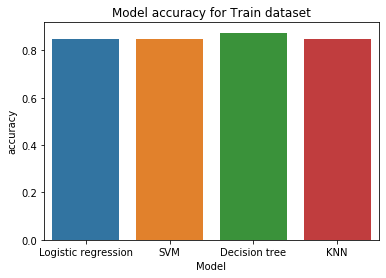 Model accuracy for Train dataset
accuracy
0.8
0.6
0.4
0.2
0.0
Logistic regression SVM Decision tree KNN
Model